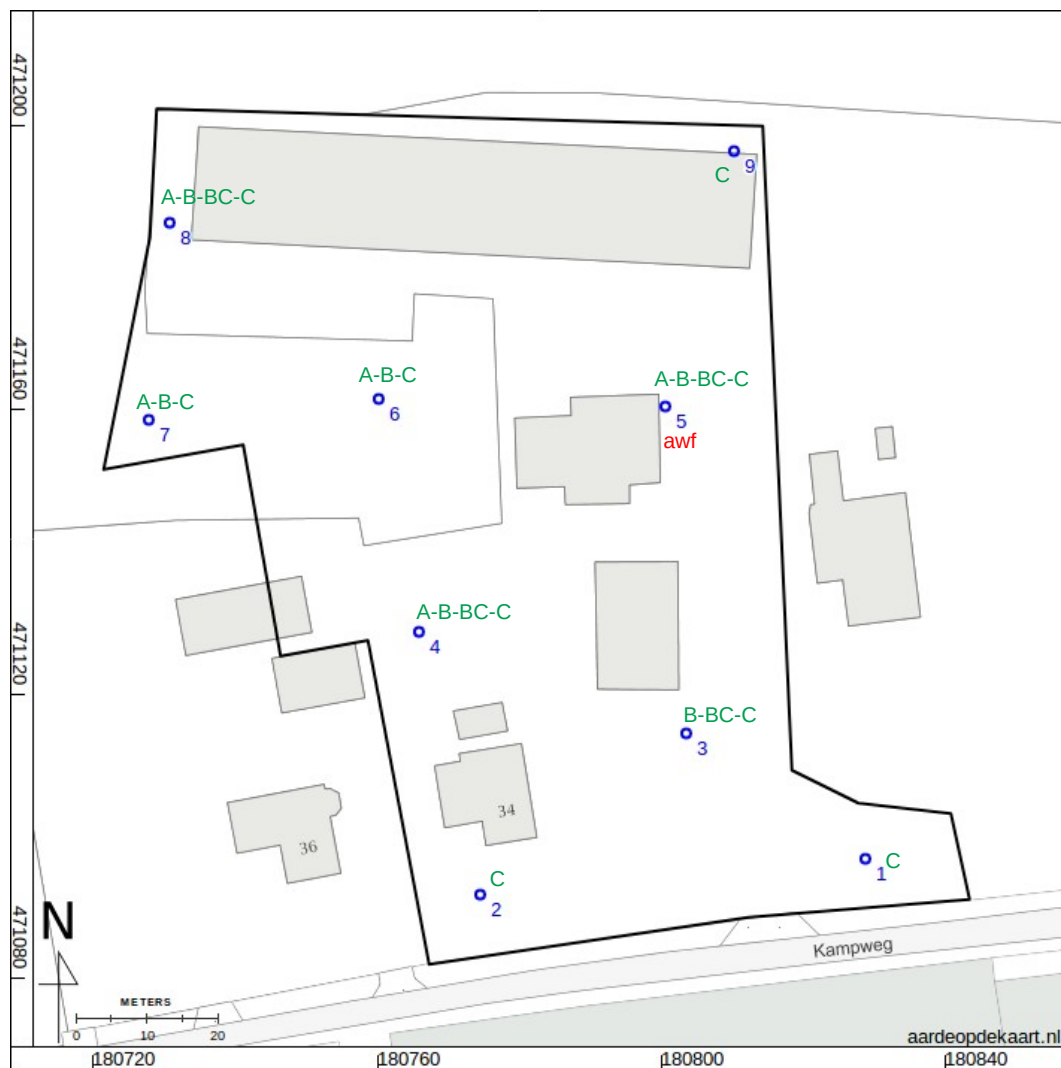 471200
C
9
A-B-BC-C
8
471160
A-B-C
7
A-B-C
6
A-B-BC-C
5
awf
A-B-BC-C
4
471120
B-BC-C
3
34
36
C
1
C
2
471080
N
Kampweg
METERS
0 10 20
aardeopdekaart.nl
180720 180760 180800 180840